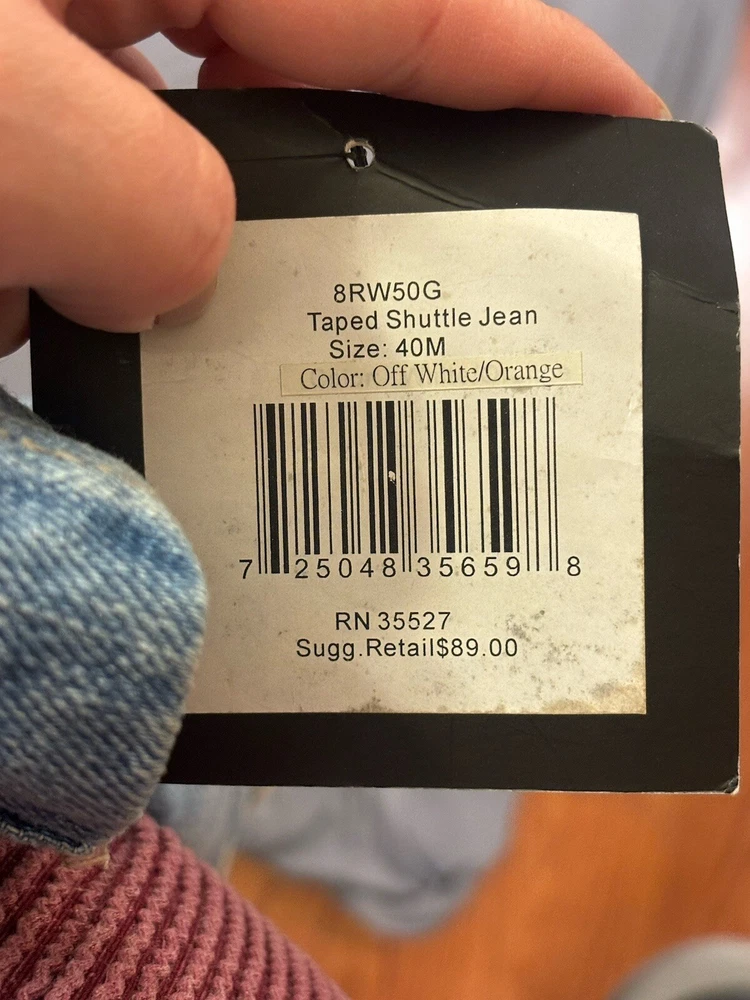 8RW50G
Taped Shuttle Jean
Size: 40M
Color: Off White/Orange
7 25048 35659 8
RN 35527
Sugg.Retail$89.00